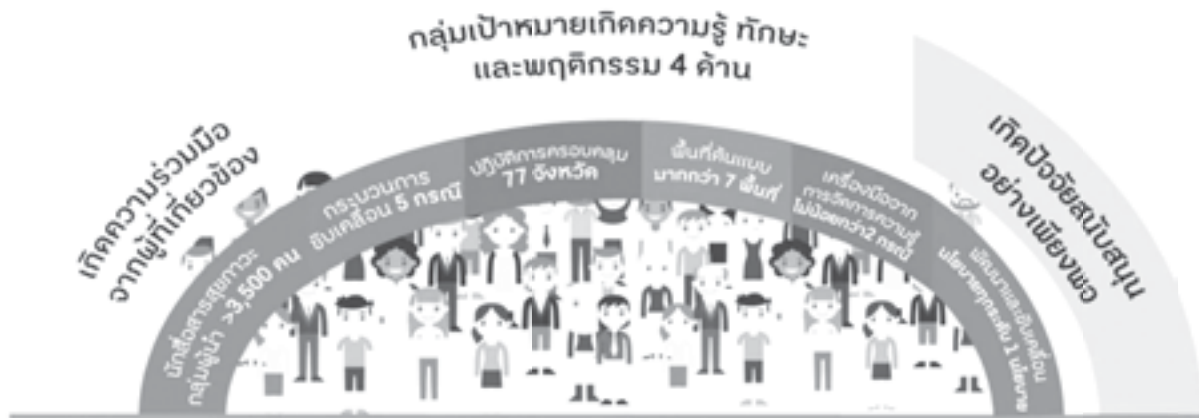 กลุ่มเป้าหมายเกิดความรู้ ทักษะ
และพฤติกรรม 4 ด้าน
เกิดความร่วมมือ
จากผู้ที่เกี่ยวข้อง
นักสื่อสารสุขภาวะ
กลุ่มผู้นำ >3,500 คน
กระบวนการ
ขับเคลื่อน 5 กรณี
ปฏิบัติการครอบคลุม
77 จังหวัด
พื้นที่ต้นแบบ
มากกว่า 7 พื้นที่
เครื่องมือจาก
การจัดการความรู้
ไม่น้อยกว่า2 กรณี
พัฒนาและขับเคลื่อน
นโยบายทุกระดับ 1 นโยบาย
เกิดปัจจัยสนับสนุน
อย่างเพียงพอ